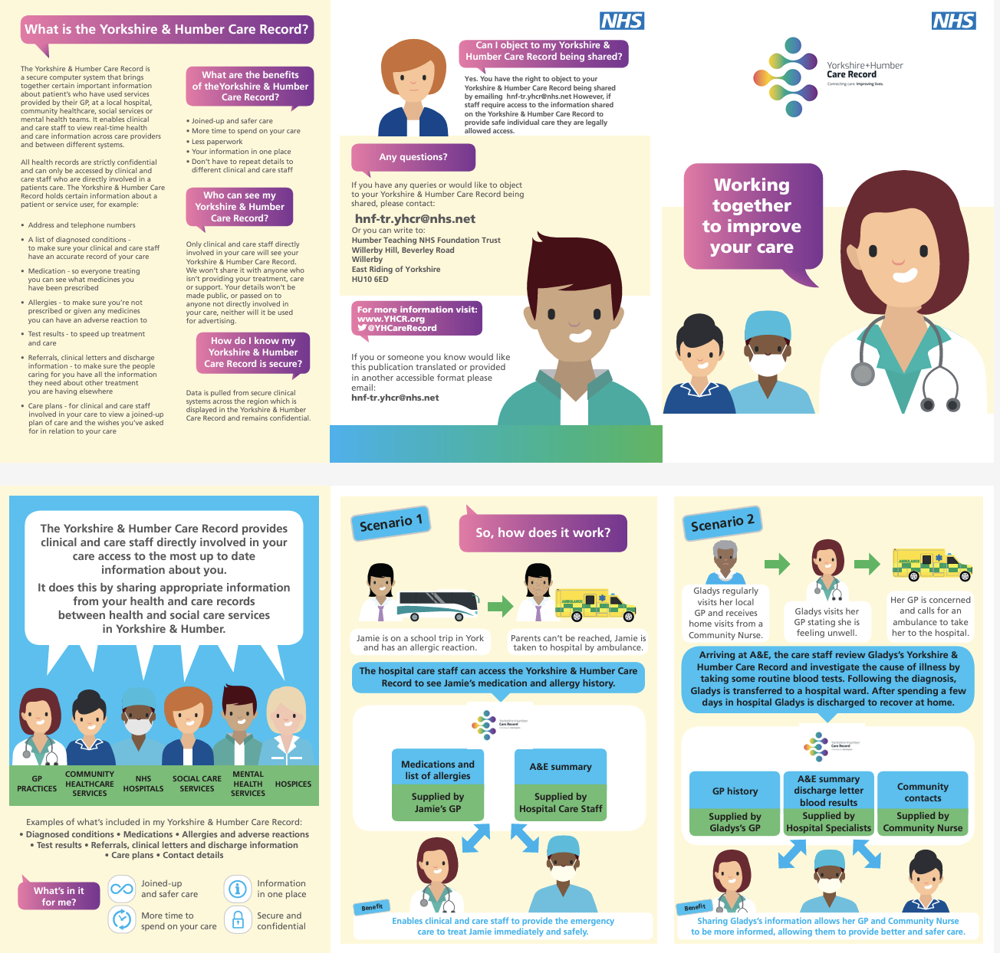 What is the Yorkshire & Humber Care Record?
The Yorkshire & Humber Care Record is
a secure computer system that brings
together certain important information
about patient's who have used services
provided by their GP, at a local hospital,
community healthcare, social services or
mental health teams. It enables clinical
and care staff to view real-time health
and care information across care providers
and between different systems.
All health records are strictly confidential
and can only be accessed by clinical and
care staff who are directly involved in a
patients care. The Yorkshire & Humber Care
Record holds certain information about a
patient or service user, for example:
• Address and telephone numbers
• A list of diagnosed conditions -
to make sure your clinical and care staff
have an accurate record of your care
• Medication - so everyone treating
you can see what medicines you
have been prescribed
• Allergies - to make sure you're not
prescribed or given any medicines
you can have an adverse reaction to
• Test results - to speed up treatment
and care
• Referrals, clinical letters and discharge
information - to make sure the people
caring for you have all the information
they need about other treatment
you are having elsewhere
• Care plans - for clinical and care staff
involved in your care to view a joined-up
plan of care and the wishes you've asked
for in relation to your care
What are the benefits
of theYorkshire & Humber
Care Record?
• Joined-up and safer care
• More time to spend on your care
• Less paperwork
• Your information in one place
• Don't have to repeat details to
different clinical and care staff
Who can see my
Yorkshire & Humber
Care Record?
Only clinical and care staff directly
involved in your care will see your
Yorkshire & Humber Care Record.
We won't share it with anyone who
isn't providing your treatment, care
or support. Your details won't be
made public, or passed on to
anyone not directly involved in
your care, neither will it be used
for advertising.
How do I know my
Yorkshire & Humber
Care Record is secure?
Data is pulled from secure clinical
systems across the region which is
displayed in the Yorkshire & Humber
Care Record and remains confidential.
NHS
Can I object to my Yorkshire &
Humber Care Record being shared?
Yes. You have the right to object to your
Yorkshire & Humber Care Record being shared
by emailing hnf-tr.yhcr@nhs.net However, if
staff require access to the information shared
on the Yorkshire & Humber Care Record to
provide safe individual care they are legally
allowed access.
Any questions?
If you have any queries or would like to object
to your Yorkshire & Humber Care Record being
shared, please contact:
hnf-tr.yhcr@nhs.net
Or you can write to:
Humber Teaching NHS Foundation Trust
Willerby Hill, Beverley Road
Willerby
East Riding of Yorkshire
HU10 6ED
For more information visit:
www.YHCR.org
@YHCareRecord
If you or someone you know would like
this publication translated or provided
in another accessible format please
email:
hnf-tr.yhcr@nhs.net
NHS
Yorkshire+Humber
Care Record
Connecting care. Improving lives.
Working
together
to improve
your care
The Yorkshire & Humber Care Record provides
clinical and care staff directly involved in your
care access to the most up to date
information about you.
It does this by sharing appropriate information
from your health and care records
between health and social care services
in Yorkshire & Humber.
GP
PRACTICES
COMMUNITY
HEALTHCARE
SERVICES
NHS
HOSPITALS
SOCIAL CARE
SERVICES
MENTAL
HEALTH
SERVICES
HOSPICES
Examples of what's included in my Yorkshire & Humber Care Record:
• Diagnosed conditions • Medications • Allergies and adverse reactions
• Test results • Referrals, clinical letters and discharge information
• Care plans • Contact details
What's in it
for me?
Joined-up
and safer care
Information
in one place
More time to
spend on your care
Secure and
confidential
Scenario 1
So, how does it work?
AMBULANCE
Jamie is on a school trip in York
and has an allergic reaction.
Parents can't be reached, Jamie is
taken to hospital by ambulance.
The hospital care staff can access the Yorkshire & Humber Care
Record to see Jamie's medication and allergy history.
Yorkshire+Humber
Care Record
Medications and
list of allergies
Supplied by
Jamie's GP
A&E summary
Supplied by
Hospital Care Staff
Benefit
Enables clinical and care staff to provide the emergency
care to treat Jamie immediately and safely.
Scenario 2
AMBULANCE
Gladys regularly
visits her local
GP and receives
home visits from a
Community Nurse.
Gladys visits her
GP stating she is
feeling unwell.
Her GP is concerned
and calls for an
ambulance to take
her to the hospital.
Arriving at A&E, the care staff review Gladys's Yorkshire &
Humber Care Record and investigate the cause of illness by
taking some routine blood tests. Following the diagnosis,
Gladys is transferred to a hospital ward. After spending a few
days in hospital Gladys is discharged to recover at home.
Yorkshire+Humber
Care Record
GP history
Supplied by
Gladys's GP
A&E summary
discharge letter
blood results
Supplied by
Hospital Specialists
Community
contacts
Supplied by
Community Nurse
Benefit
Sharing Gladys's information allows her GP and Community Nurse
to be more informed, allowing them to provide better and safer care.